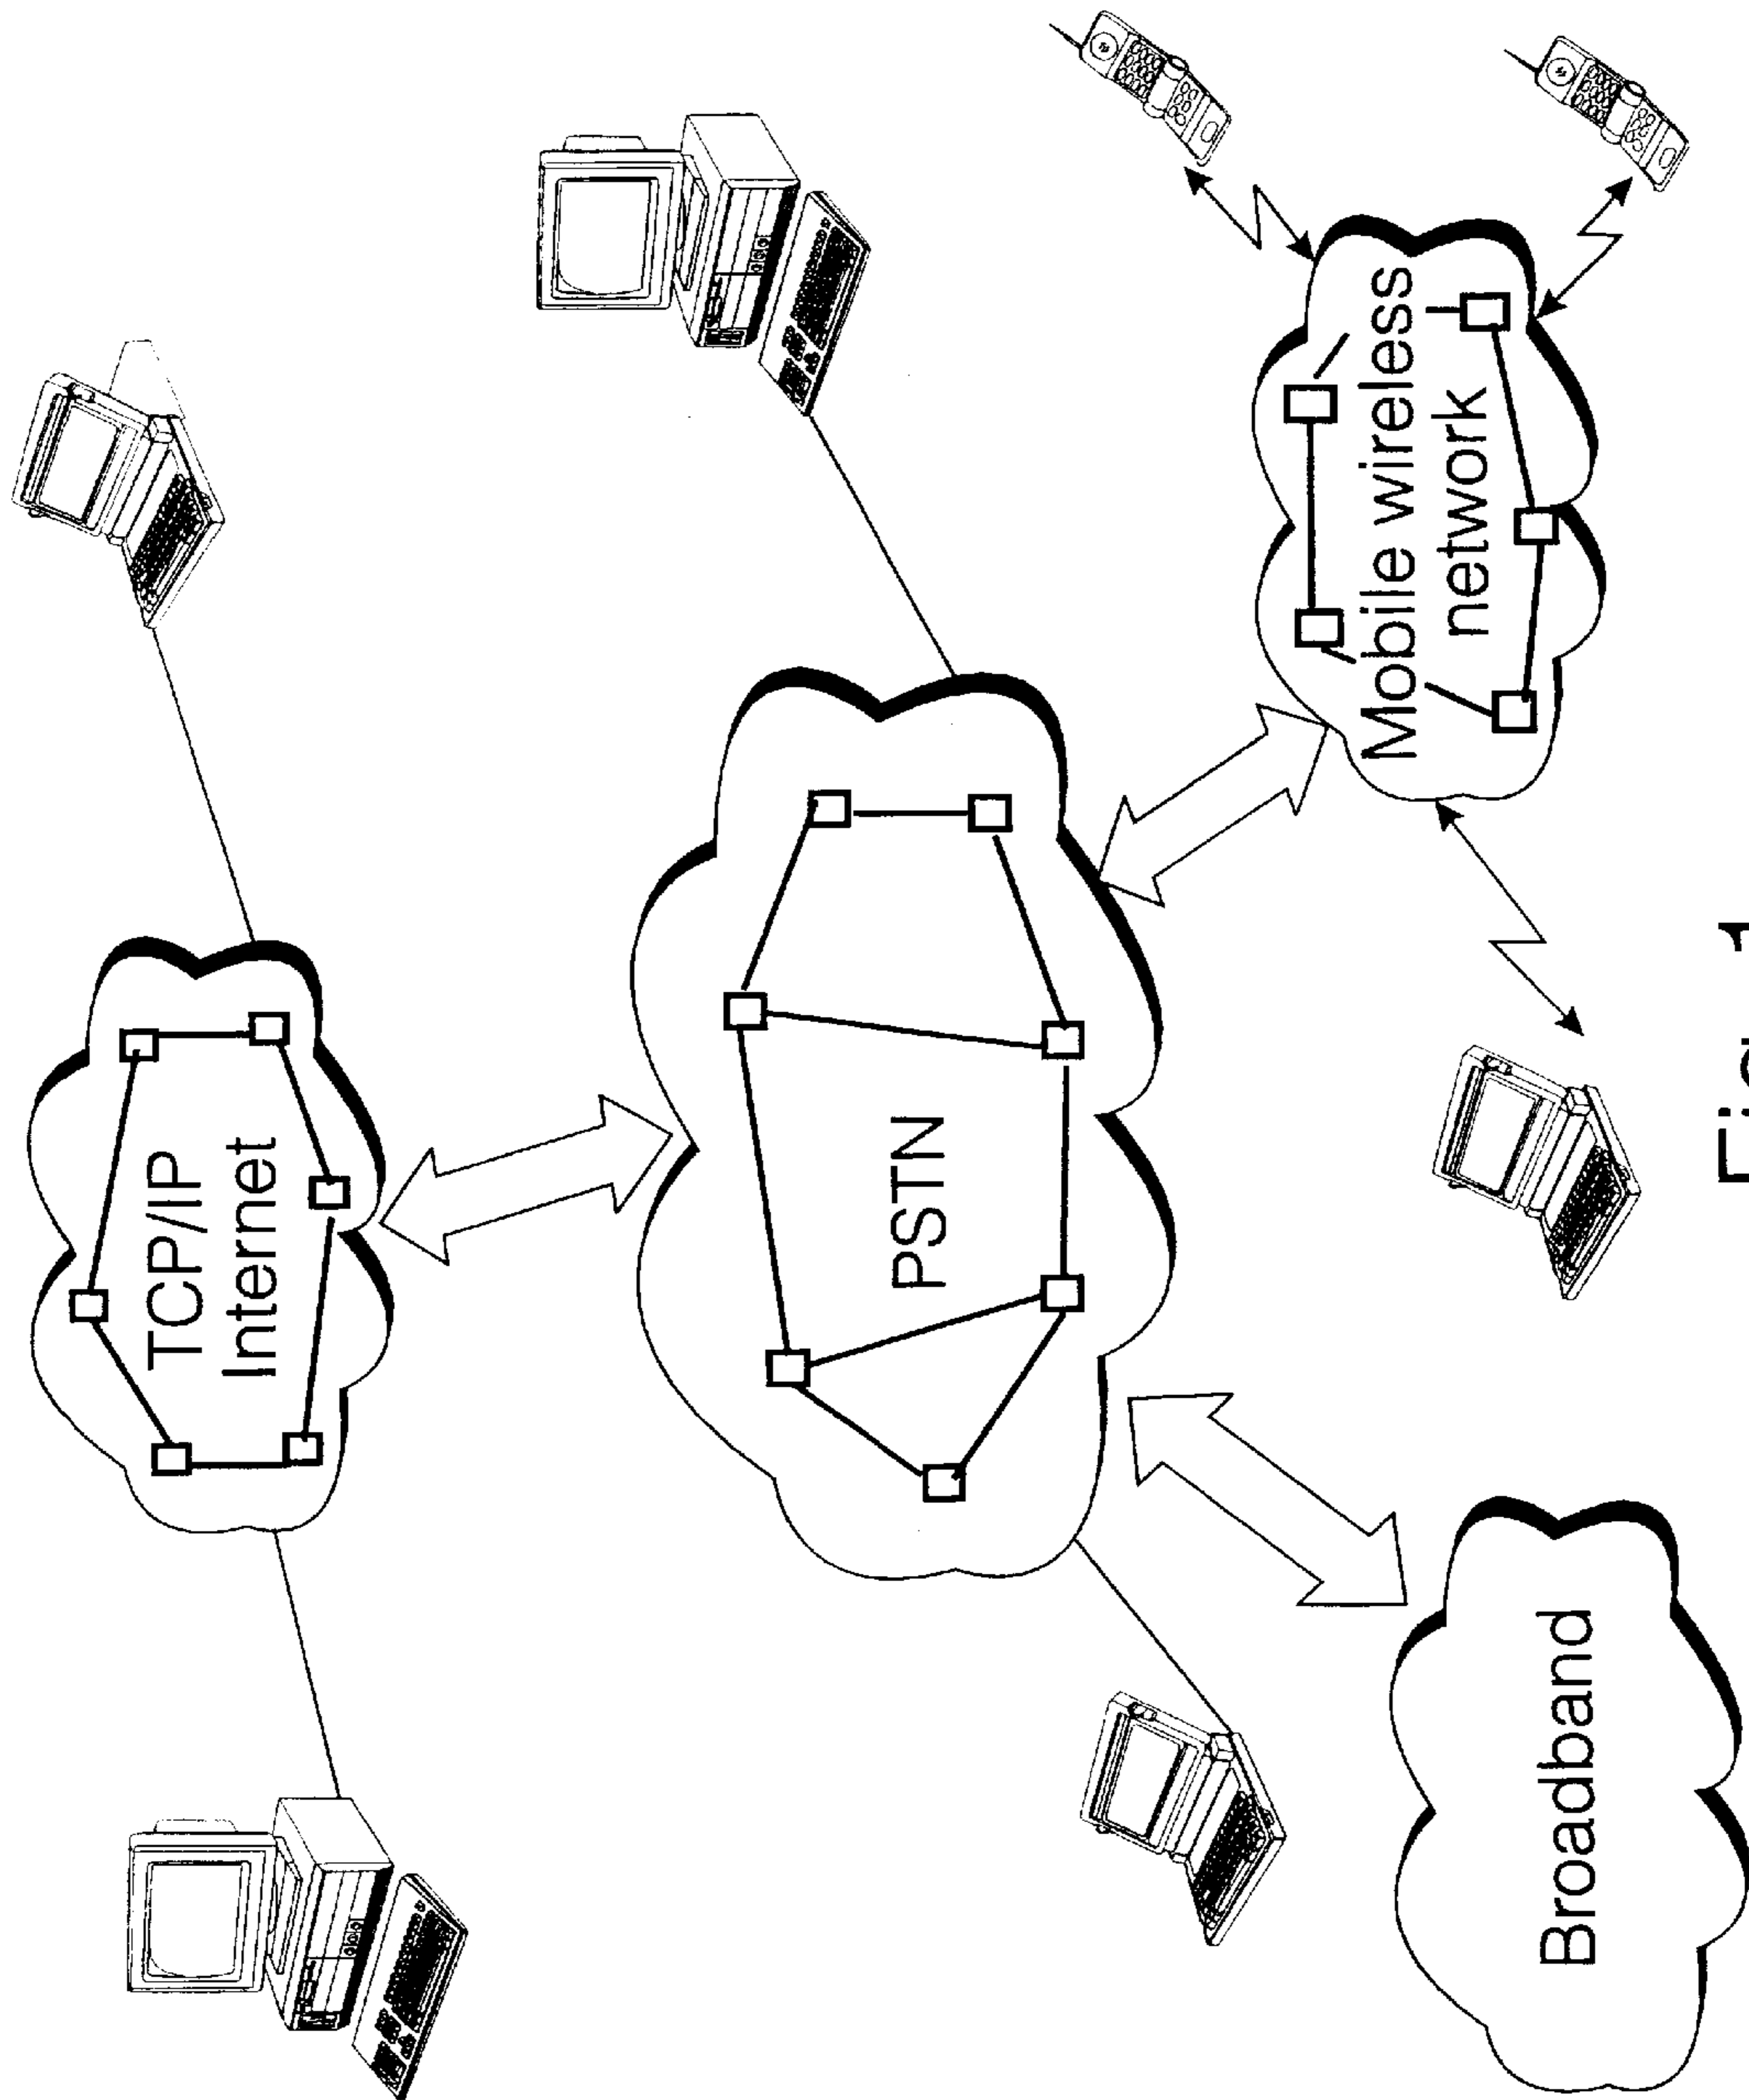 TCP/IP
Internet
PSTN
Mobile wireless
network
Broadband